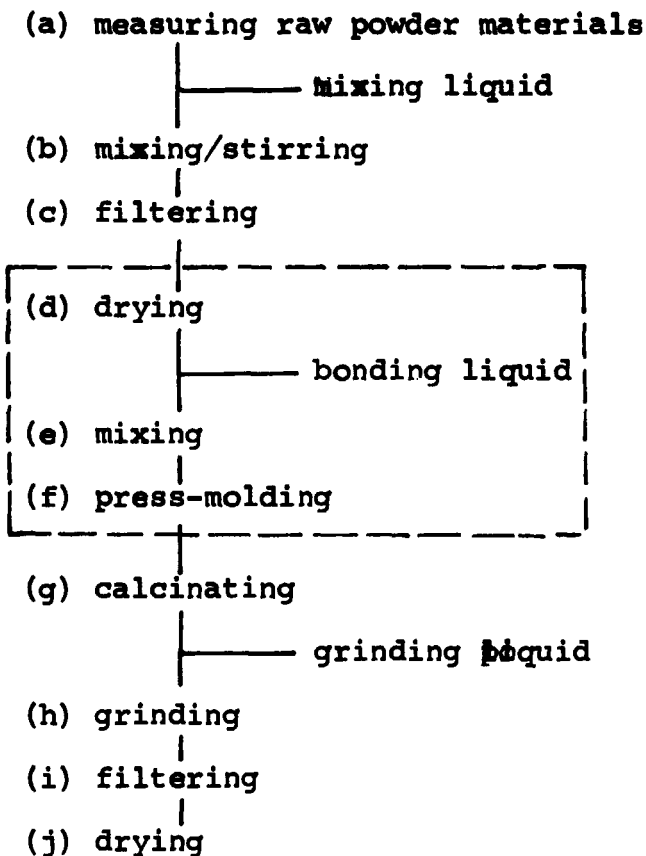 (a) measuring raw powder materials
mixing liquid
(b) mixing/stirring
(c) filtering
(d) drying
bonding liquid
(e) mixing
(f) press-molding
(g) calcinating
grinding
(h) grinding
(i) filtering
(j) drying